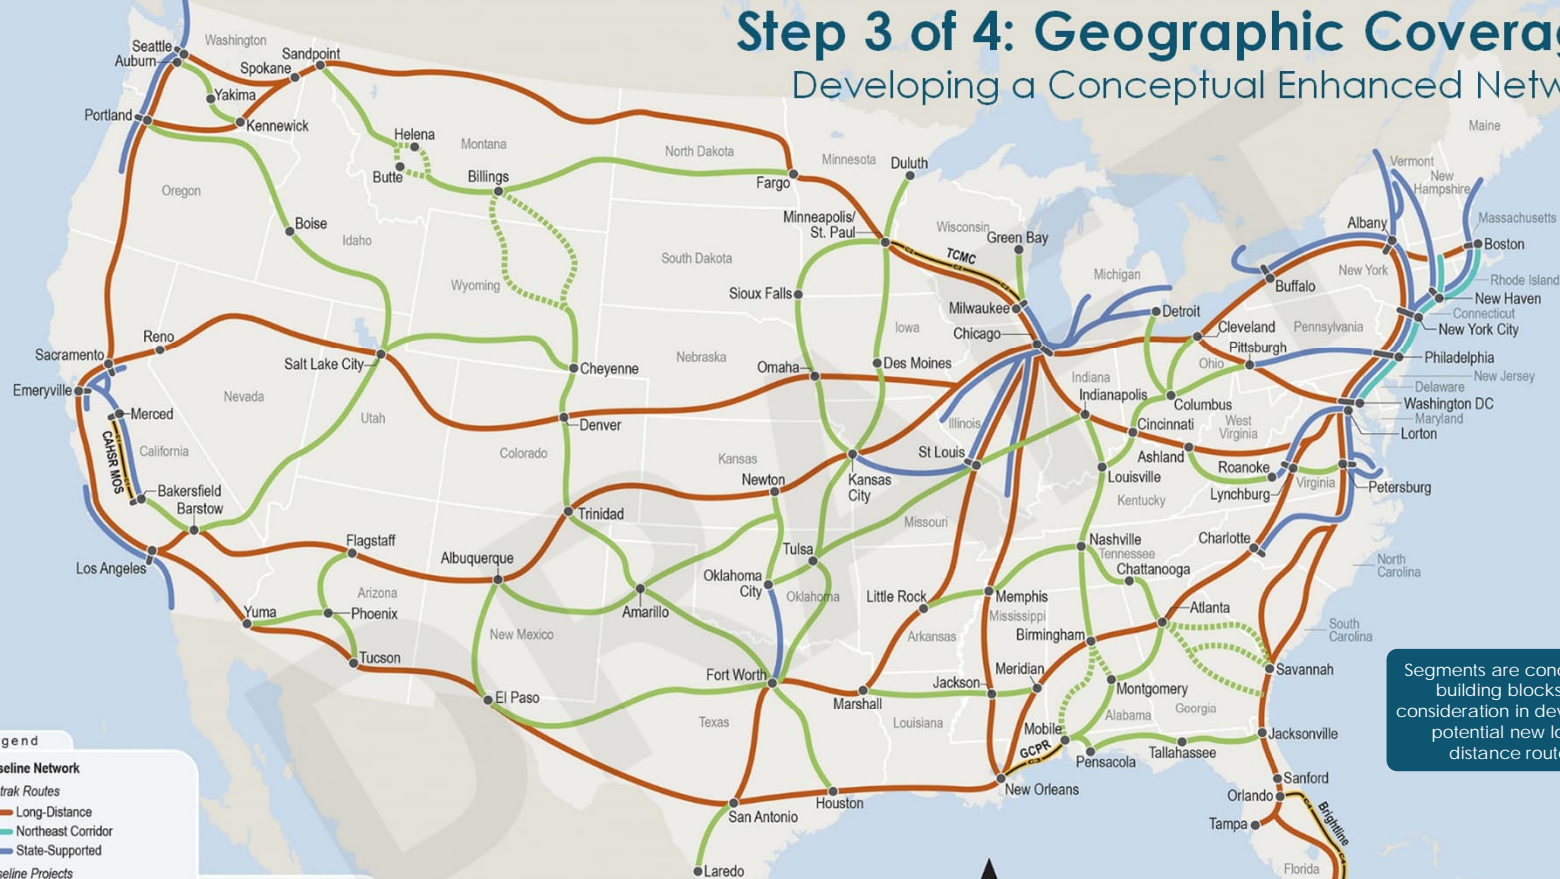 Step 3 of 4: Geographic Coverag
Developing a Conceptual Enhanced Netw
Seattle
Auburn
Washington
Sandpoint
Spokane
Yakima
Portland
Kennewick
Helena
Montana
Butte
Billings
North Dakota
Fargo
Minnesota
Duluth
Maine
Vermont
New
Hampshire
Oregon
Boise
Idaho
Minneapolis/
St. Paul
Wisconsin
Green Bay
TCMC
Albany
Massachusetts
Boston
South Dakota
Wyoming
Sioux Falls
Michigan
New York
Buffalo
Rhode Island
New Haven
Connecticut
New York City
Milwaukee
Chicago
Detroit
Cleveland
Pennsylvania
Pittsburgh
Philadelphia
New Jersey
Delaware
Washington DC
Maryland
Lorton
Reno
Sacramento
Salt Lake City
Cheyenne
Nebraska
Iowa
Omaha
Des Moines
Emeryville
Merced
Nevada
Utah
California
CAHSR MOS
Denver
Colorado
Kansas
Illinois
Indiana
Indianapolis
Ohio
Columbus
Cincinnati
West
Virginia
Ashland
Roanoke
Lynchburg
Virginia
Petersburg
Bakersfield
Barstow
Newton
Kansas
City
St Louis
Louisville
Kentucky
Trinidad
Missouri
Los Angeles
Flagstaff
Albuquerque
Tulsa
Oklahoma
City
Oklahoma
Nashville
Tennessee
Chattanooga
Charlotte
North
Carolina
Arizona
Phoenix
Yuma
Tucson
Amarillo
New Mexico
Little Rock
Memphis
Mississippi
Arkansas
Birmingham
Atlanta
South
Carolina
Savannah
El Paso
Fort Worth
Texas
Marshall
Louisiana
Jackson
Meridian
Montgomery
Alabama
Georgia
Mobile
GCPR
Pensacola
Tallahassee
Jacksonville
New Orleans
Houston
San Antonio
Laredo
Sanford
Orlando
Tampa
Brightline
Florida
DRAFT
Segments are conc
building blocks
consideration in dev
potential new lo
distance route
gend
seline Network
trak Routes
Long-Distance
Northeast Corridor
State-Supported
seline Projects